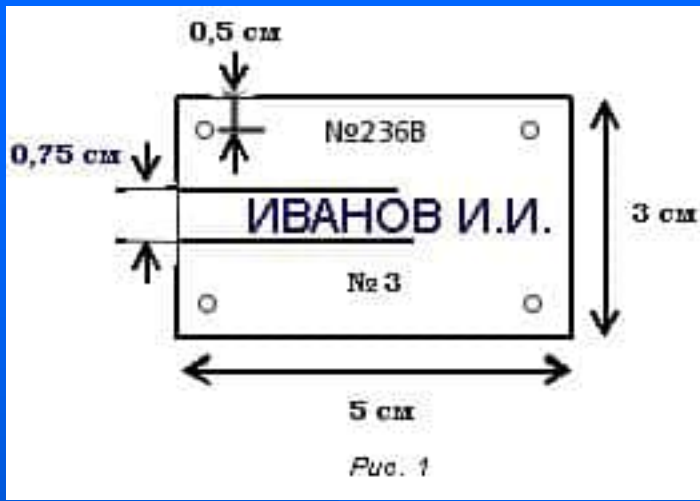 0,5 см
№236В
0,75 см
ИВАНОВ И.И.
3 см
№ 3
5 см
Рис. 1